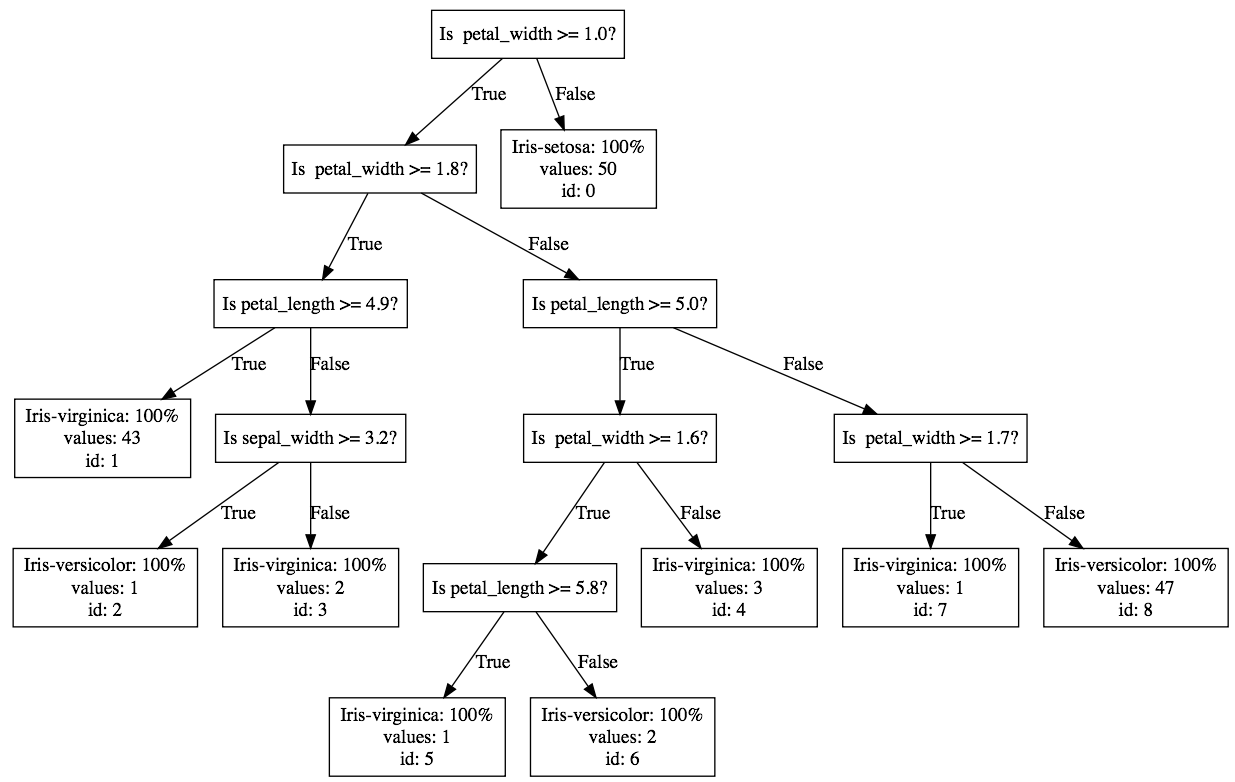 Is  petal_width >= 1.0?
True
False
Is  petal_width >= 1.8?
Iris-setosa: 100%
values: 50
id: 0
True
False
Is petal_length >= 4.9?
Is petal_length >= 5.0?
True
False
True
False
Iris-virginica: 100%
values: 43
id: 1
Is sepal_width >= 3.2?
Is  petal_width >= 1.6?
Is  petal_width >= 1.7?
True
False
True
False
True
False
Iris-versicolor: 100%
values: 1
id: 2
Iris-virginica: 100%
values: 2
id: 3
Is petal_length >= 5.8?
Iris-virginica: 100%
values: 3
id: 4
Iris-virginica: 100%
values: 1
id: 7
Iris-versicolor: 100%
values: 47
id: 8
True
False
Iris-virginica: 100%
values: 1
id: 5
Iris-versicolor: 100%
values: 2
id: 6